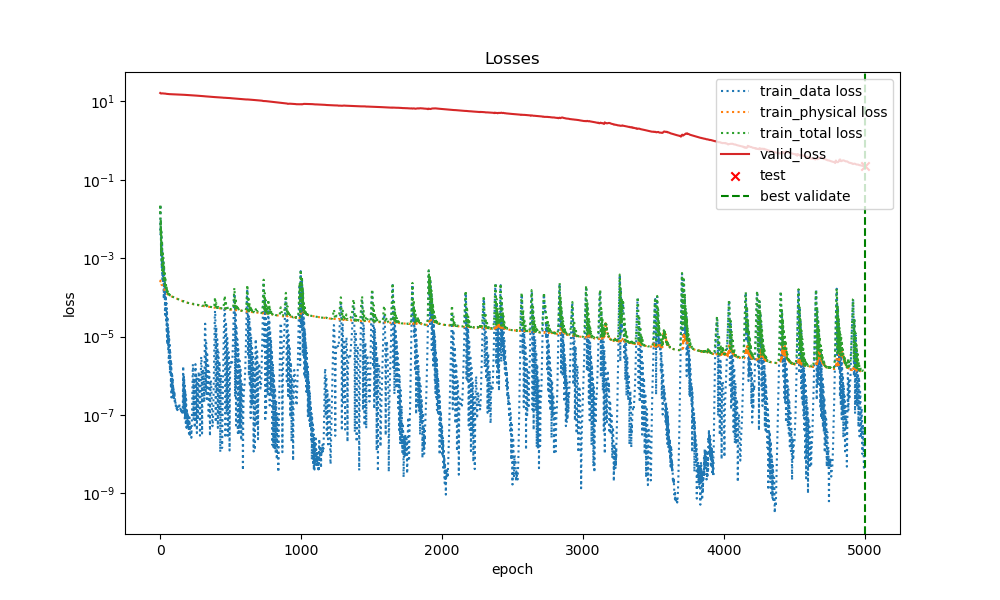 Losses
loss
10^1
10^-1
10^-3
10^-5
10^-7
10^-9
train_data loss
train_physical loss
train_total loss
valid_loss
test
best validate
0 1000 2000 3000 4000 5000
epoch